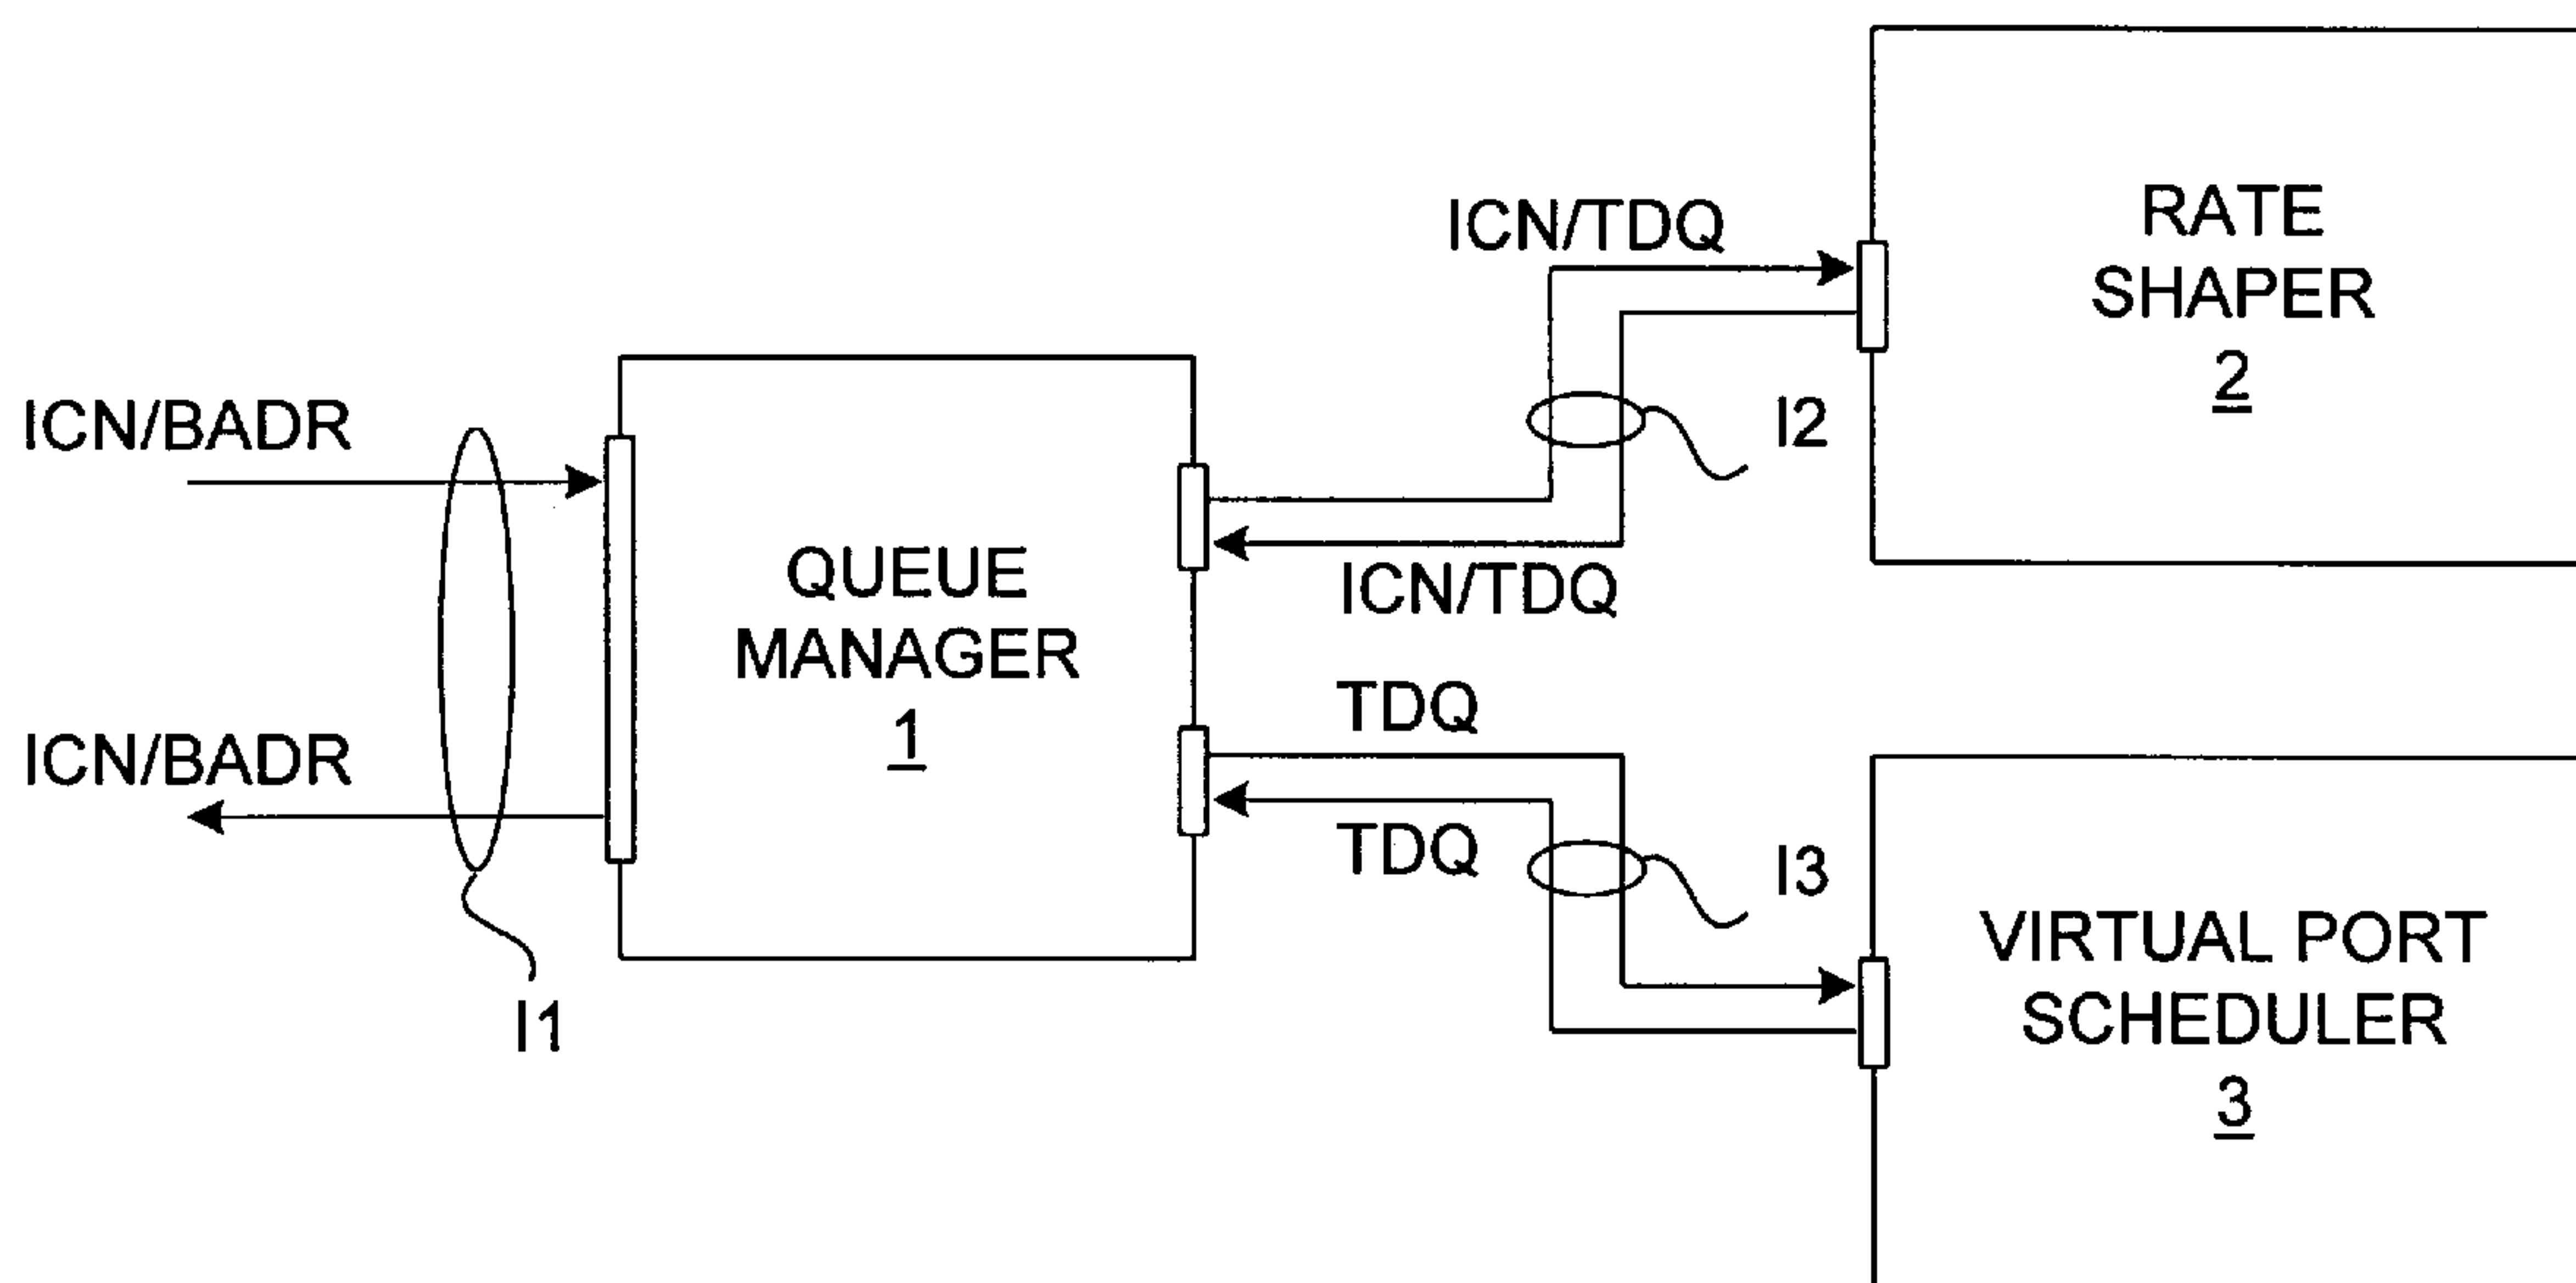 RATE
SHAPER
2
ICN/TDQ
I2
ICN/TDQ
ICN/BADR
ICN/BADR
I1
QUEUE
MANAGER
1
TDQ
TDQ
I3
VIRTUAL PORT
SCHEDULER
3